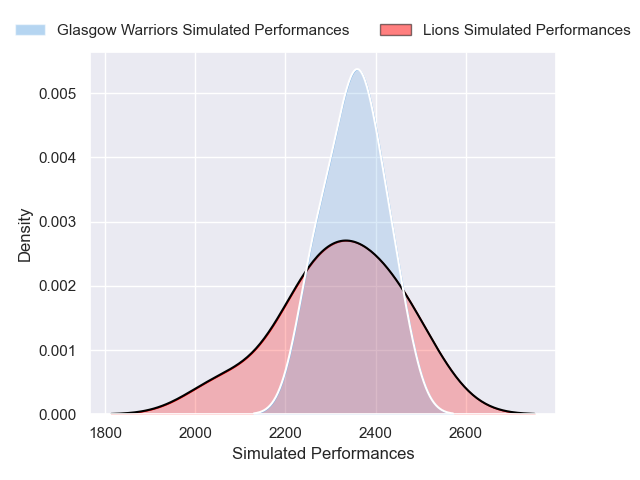 Glasgow Warriors Simulated Performances
Lions Simulated Performances
0.005
0.004
0.003
0.002
0.001
0.000
Density
1800
2000
2200
2400
2600
Simulated Performances